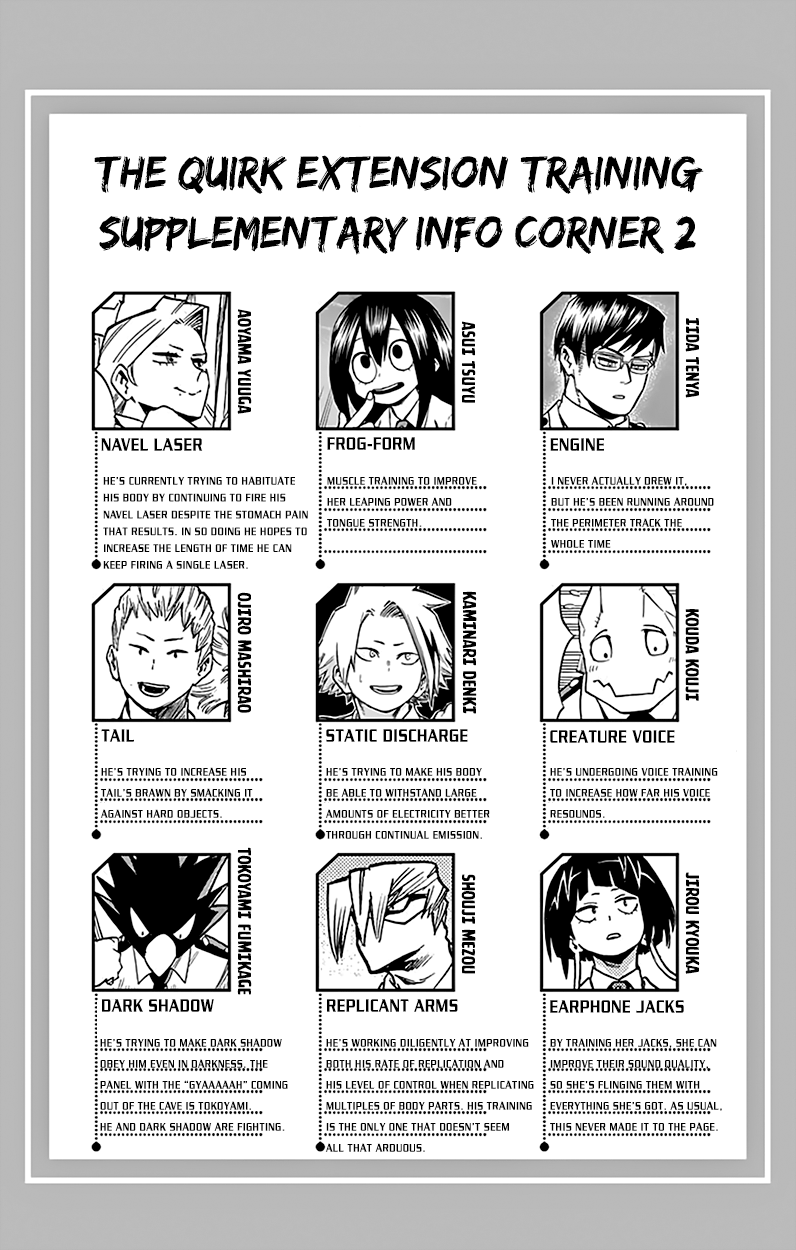 THE QUIRK EXTENSION TRAINING
SUPPLEMENTARY INFO CORNER 2
AOYAMA YUUGA
NAVEL LASER
HE'S CURRENTLY TRYING TO HABITUATE
HIS BODY BY CONTINUING TO FIRE HIS
NAVEL LASER DESPITE THE STOMACH PAIN
THAT RESULTS. IN SO DOING HE HOPES TO
INCREASE THE LENGTH OF TIME HE CAN
KEEP FIRING A SINGLE LASER.
ASUI TSUYU
FROG-FORM
MUSCLE TRAINING TO IMPROVE
HER LEAPING POWER AND
TONGUE STRENGTH.
IIDA TENYA
ENGINE
I NEVER ACTUALLY DREW IT,
BUT HE'S BEEN RUNNING AROUND
THE PERIMETER TRACK THE
WHOLE TIME
OJIRO MASHIRAO
TAIL
HE'S TRYING TO INCREASE HIS
TAIL'S BRAWN BY SMACKING IT
AGAINST HARD OBJECTS.
KAMINARI DENKI
STATIC DISCHARGE
HE'S TRYING TO MAKE HIS BODY
BE ABLE TO WITHSTAND LARGE
AMOUNTS OF ELECTRICITY BETTER
THROUGH CONTINUAL EMISSION.
KOUDA KOUJI
CREATURE VOICE
HE'S UNDERGOING VOICE TRAINING
TO INCREASE HOW FAR HIS VOICE
RESOUNDS.
TOKOYAMI FUMIKAGE
DARK SHADOW
HE'S TRYING TO MAKE DARK SHADOW
OBEY HIM EVEN IN DARKNESS. THE
PANEL WITH THE "GYAAAAAH" COMING
OUT OF THE CAVE IS TOKOYAMI.
HE AND DARK SHADOW ARE FIGHTING.
SHOUJI MEZOU
REPLICANT ARMS
HE'S WORKING DILIGENTLY AT IMPROVING
BOTH HIS RATE OF REPLICATION AND
HIS LEVEL OF CONTROL WHEN REPLICATING
MULTIPLES OF BODY PARTS. HIS TRAINING
IS THE ONLY ONE THAT DOESN'T SEEM
ALL THAT ARDUOUS.
JIROU KYOUKA
EARPHONE JACKS
BY TRAINING HER JACKS, SHE CAN
IMPROVE THEIR SOUND QUALITY,
SO SHE'S FLINGING THEM WITH
EVERYTHING SHE'S GOT. AS USUAL,
THIS NEVER MADE IT TO THE PAGE.